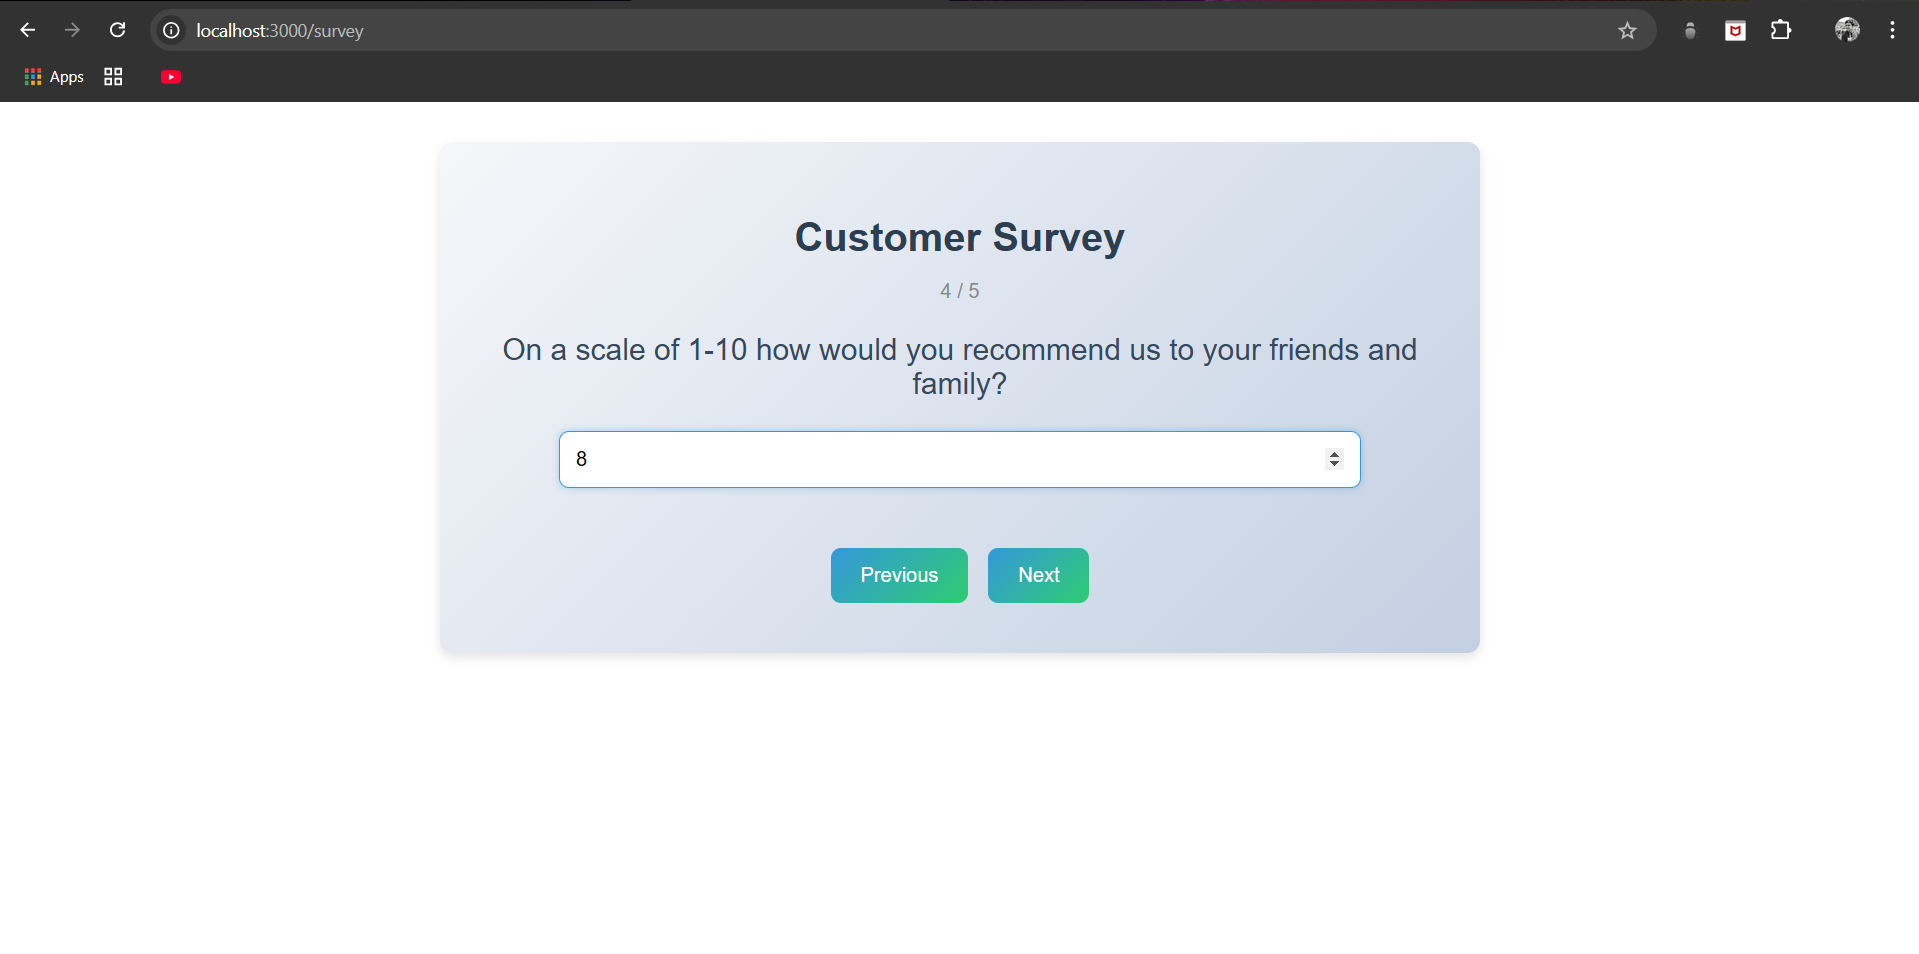 localhost:3000/survey
Apps
Customer Survey
4 / 5
On a scale of 1-10 how would you recommend us to your friends and
family?
8
Previous Next